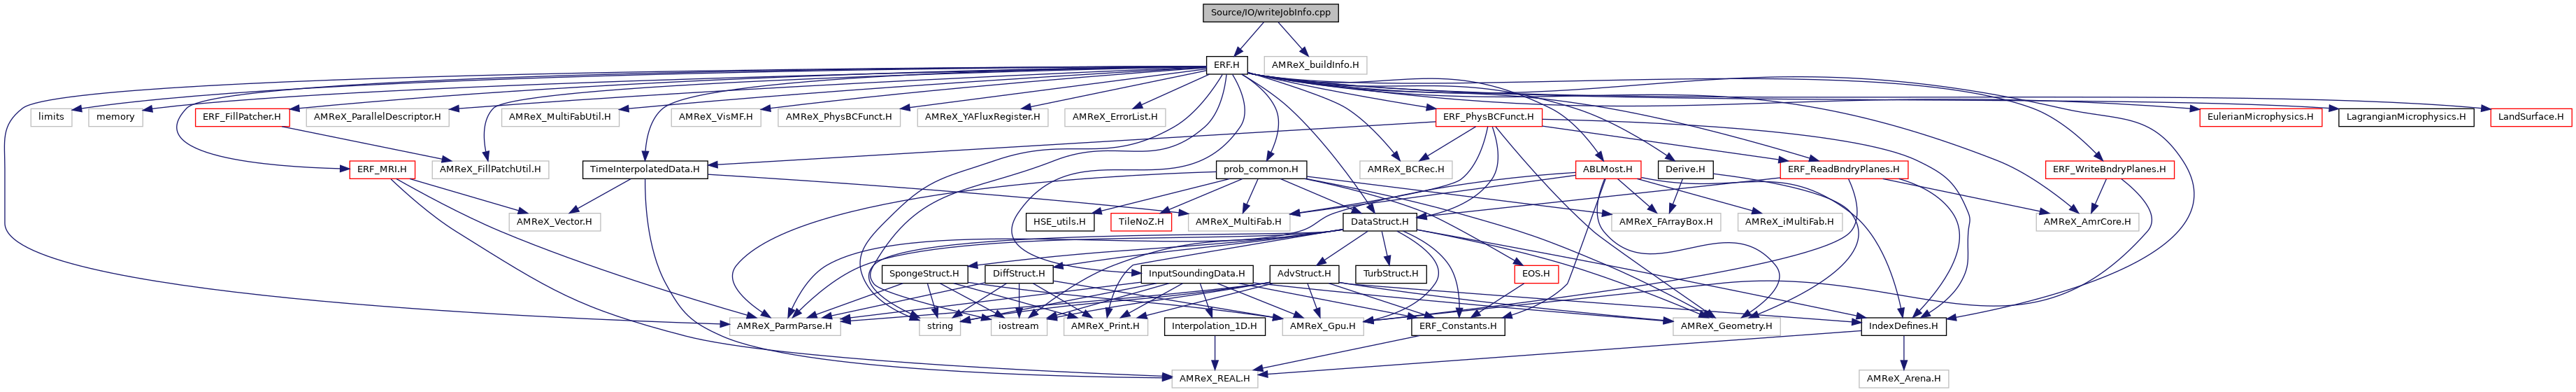 Source/IO/writeJobInfo.cpp
ERF.H
AMReX_buildInfo.H
limits
memory
ERF_FillPatcher.H
AMReX_ParallelDescriptor.H
AMReX_MultiFabUtil.H
AMReX_VisMF.H
AMReX_PhysBCFunct.H
AMReX_YAFluxRegister.H
AMReX_ErrorList.H
ERF_PhysBCFunct.H
EulerianMicrophysics.H
LagrangianMicrophysics.H
LandSurface.H
ERF_MRI.H
AMReX_FillPatchUtil.H
TimeInterpolatedData.H
prob_common.H
AMReX_BCRec.H
ABLMost.H
Derive.H
ERF_ReadBndryPlanes.H
ERF_WriteBndryPlanes.H
AMReX_Vector.H
HSE_utils.H
TileNoZ.H
AMReX_MultiFab.H
DataStruct.H
AMReX_FArrayBox.H
AMReX_iMultiFab.H
AMReX_AmrCore.H
SpongeStruct.H
DiffStruct.H
InputSoundingData.H
AdvStruct.H
TurbStruct.H
EOS.H
AMReX_ParmParse.H
string
iostream
AMReX_Print.H
Interpolation_1D.H
AMReX_Gpu.H
ERF_Constants.H
AMReX_Geometry.H
IndexDefines.H
AMReX_REAL.H
AMReX_Arena.H